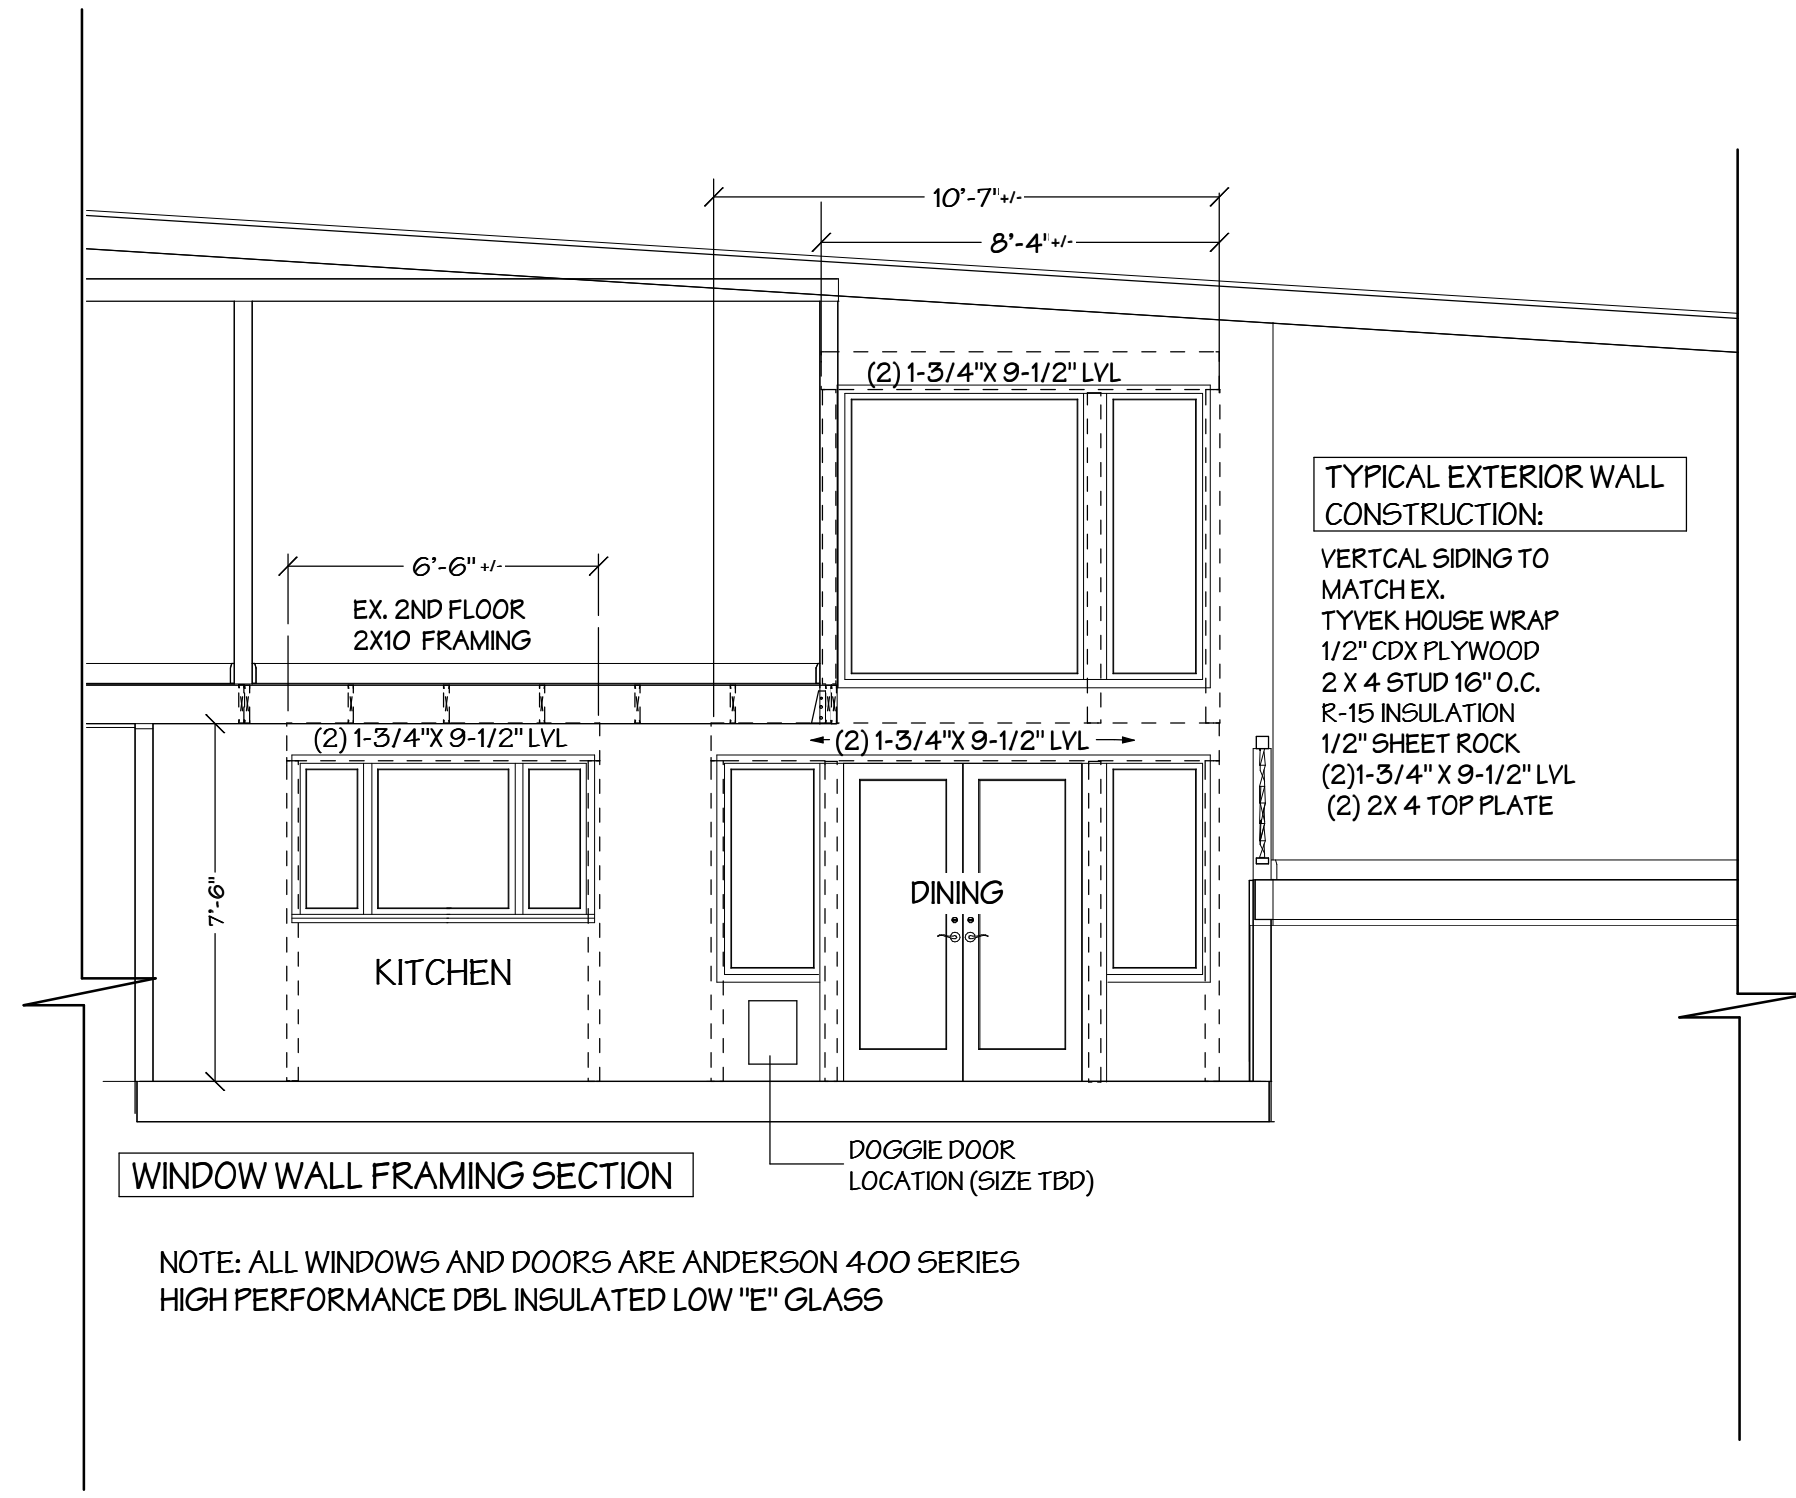 10'-7"+/-
8'-4"+/-
(2) 1-3/4"X 9-1/2" LVL
TYPICAL EXTERIOR WALL
CONSTRUCTION:
VERTCAL SIDING TO
MATCH EX.
TYVEK HOUSE WRAP
1/2" CDX PLYWOOD
2 X 4 STUD 16" O.C.
R-15 INSULATION
1/2" SHEET ROCK
(2)1-3/4" X 9-1/2" LVL
(2) 2X 4 TOP PLATE
6'-6" +/-
EX. 2ND FLOOR
2X10 FRAMING
(2) 1-3/4"X 9-1/2" LVL
(2) 1-3/4"X 9-1/2" LVL
7'-6"
DINING
KITCHEN
DOGGIE DOOR
LOCATION (SIZE TBD)
WINDOW WALL FRAMING SECTION
NOTE: ALL WINDOWS AND DOORS ARE ANDERSON 400 SERIES
HIGH PERFORMANCE DBL INSULATED LOW "E" GLASS